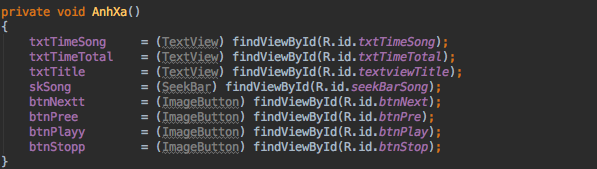 private void AnhXa()
{
    txtTimeSong     = (TextView) findViewById(R.id.txtTimeSong);
    txtTimeTotal    = (TextView) findViewById(R.id.txtTimeTotal);
    txtTitle        = (TextView) findViewById(R.id.textviewTitle);
    skSong          = (SeekBar) findViewById(R.id.seekBarSong);
    btnNextt        = (ImageButton) findViewById(R.id.btnNext);
    btnPree         = (ImageButton) findViewById(R.id.btnPre);
    btnPlayy        = (ImageButton) findViewById(R.id.btnPlay);
    btnStopp        = (ImageButton) findViewById(R.id.btnStop);
}